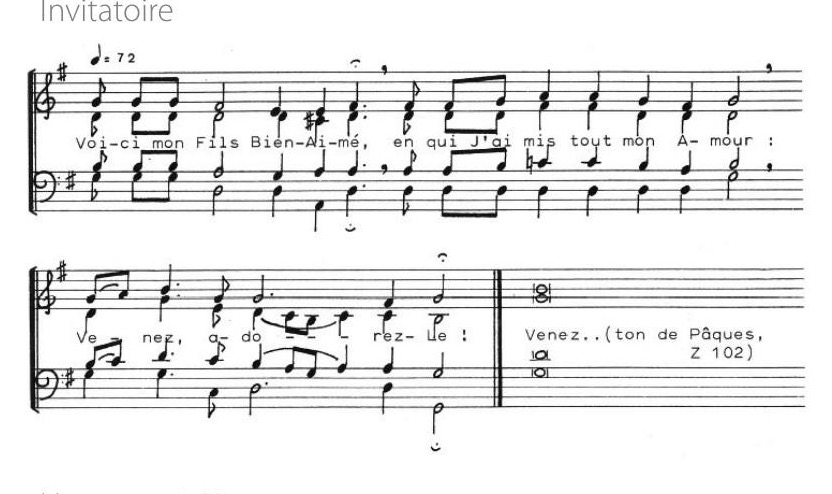 Invitatoire
= 72
Voi-ci mon Fils Bien-Ai-mé, en qui J'ai mis tout mon A- mour :
Ve - nez, a- do - - - rez- Le ! Venez..(ton de Pâques,
Z 102)